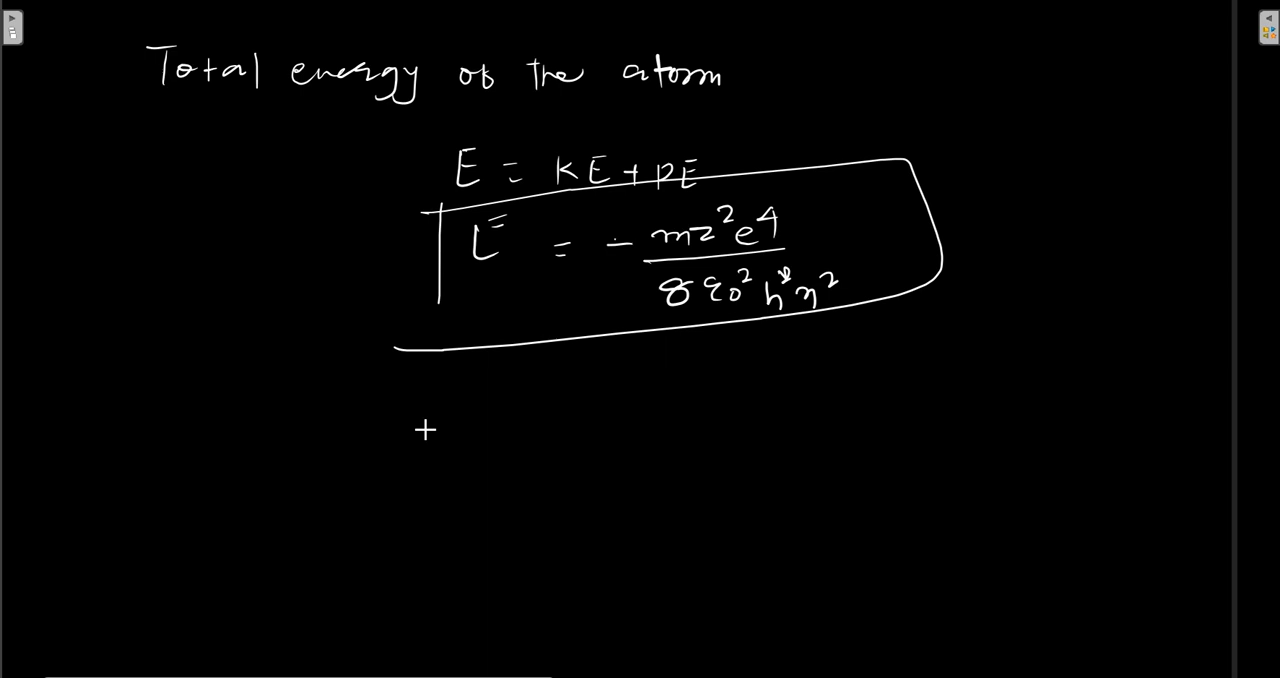 Total energy of the atom
E = KE + PE
E = - mz²e⁴ / 8ε₀²h²n²